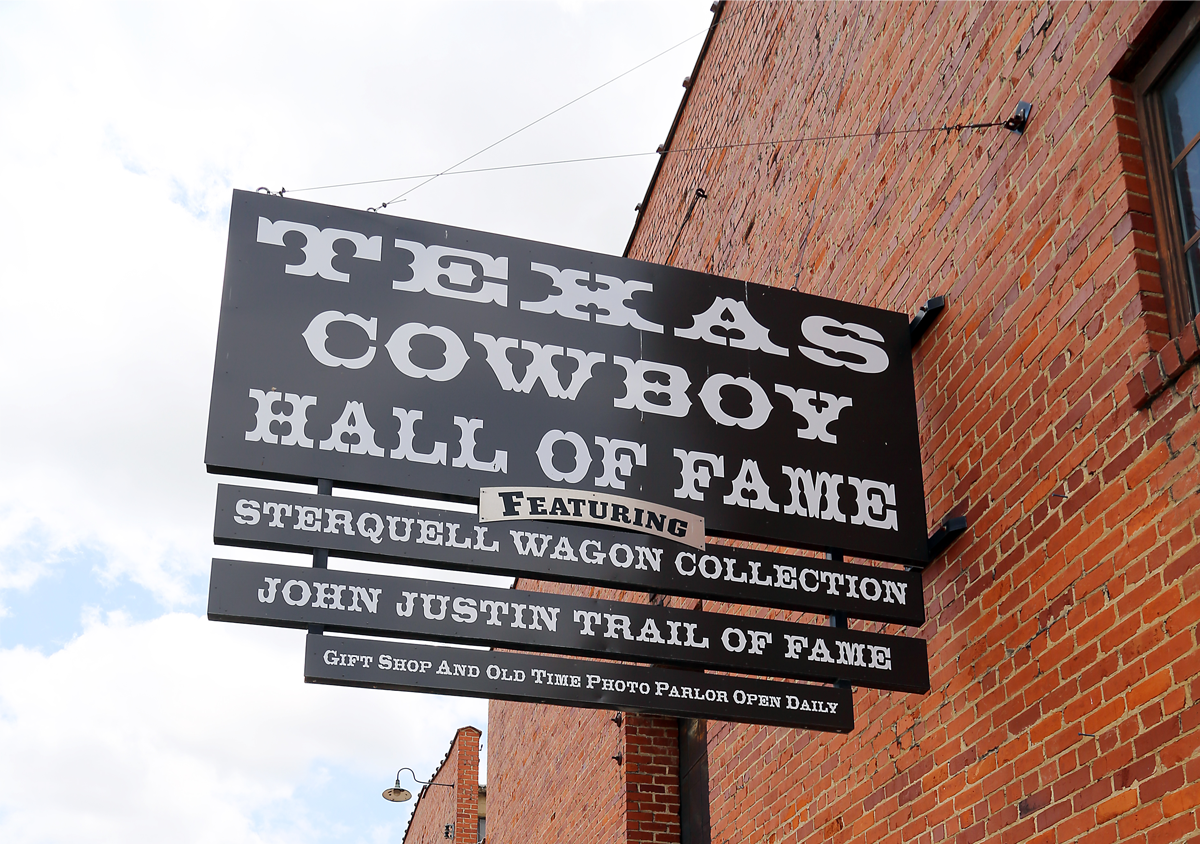 TEXAS
COWBOY
HALL OF FAME
FEATURING
STERQUELL WAGON COLLECTION
JOHN JUSTIN TRAIL OF FAME
GIFT SHOP AND OLD TIME PHOTO PARLOR OPEN DAILY